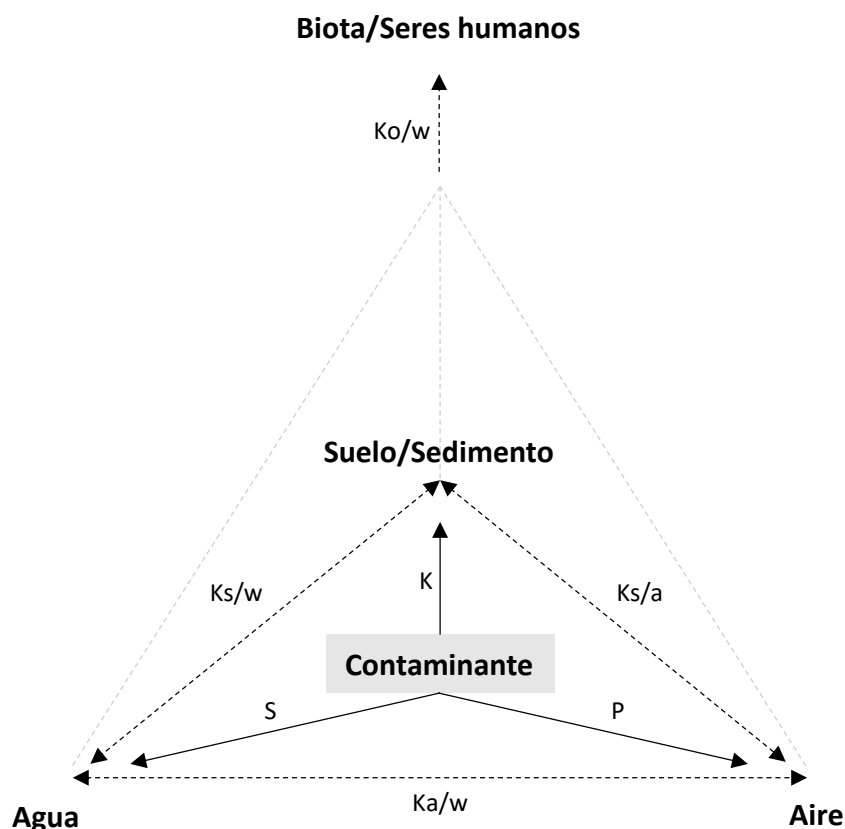 Biota/Seres humanos
Ko/w
Suelo/Sedimento
Ks/w
K
Ks/a
Contaminante
S
P
Agua
Ka/w
Aire